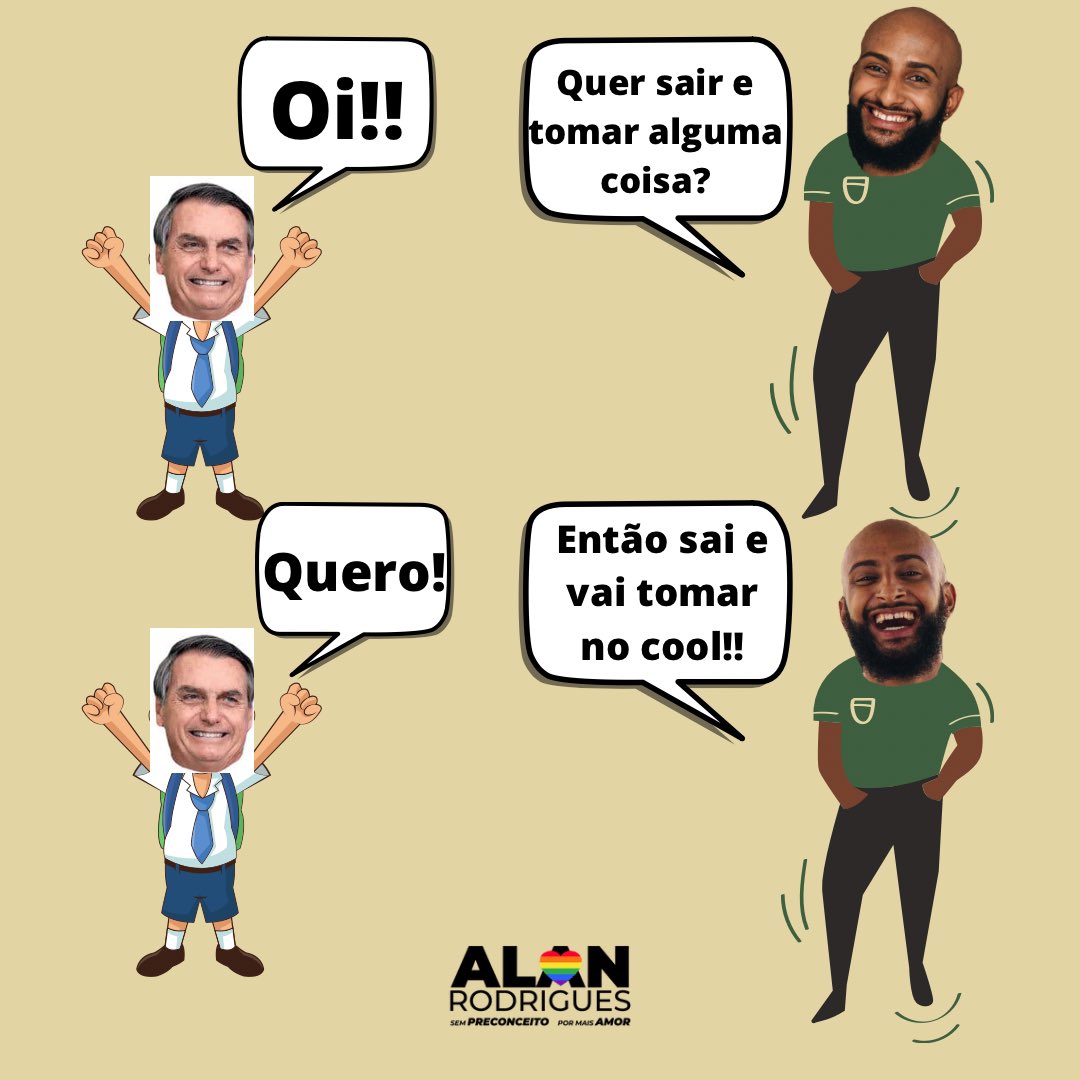 Oi!!
Quer sair e
tomar alguma
coisa?
Quero!
Então sai e
vai tomar
no cool!!
ALAN
RODRIGUES
SEM PRECONCEITO POR MAIS AMOR